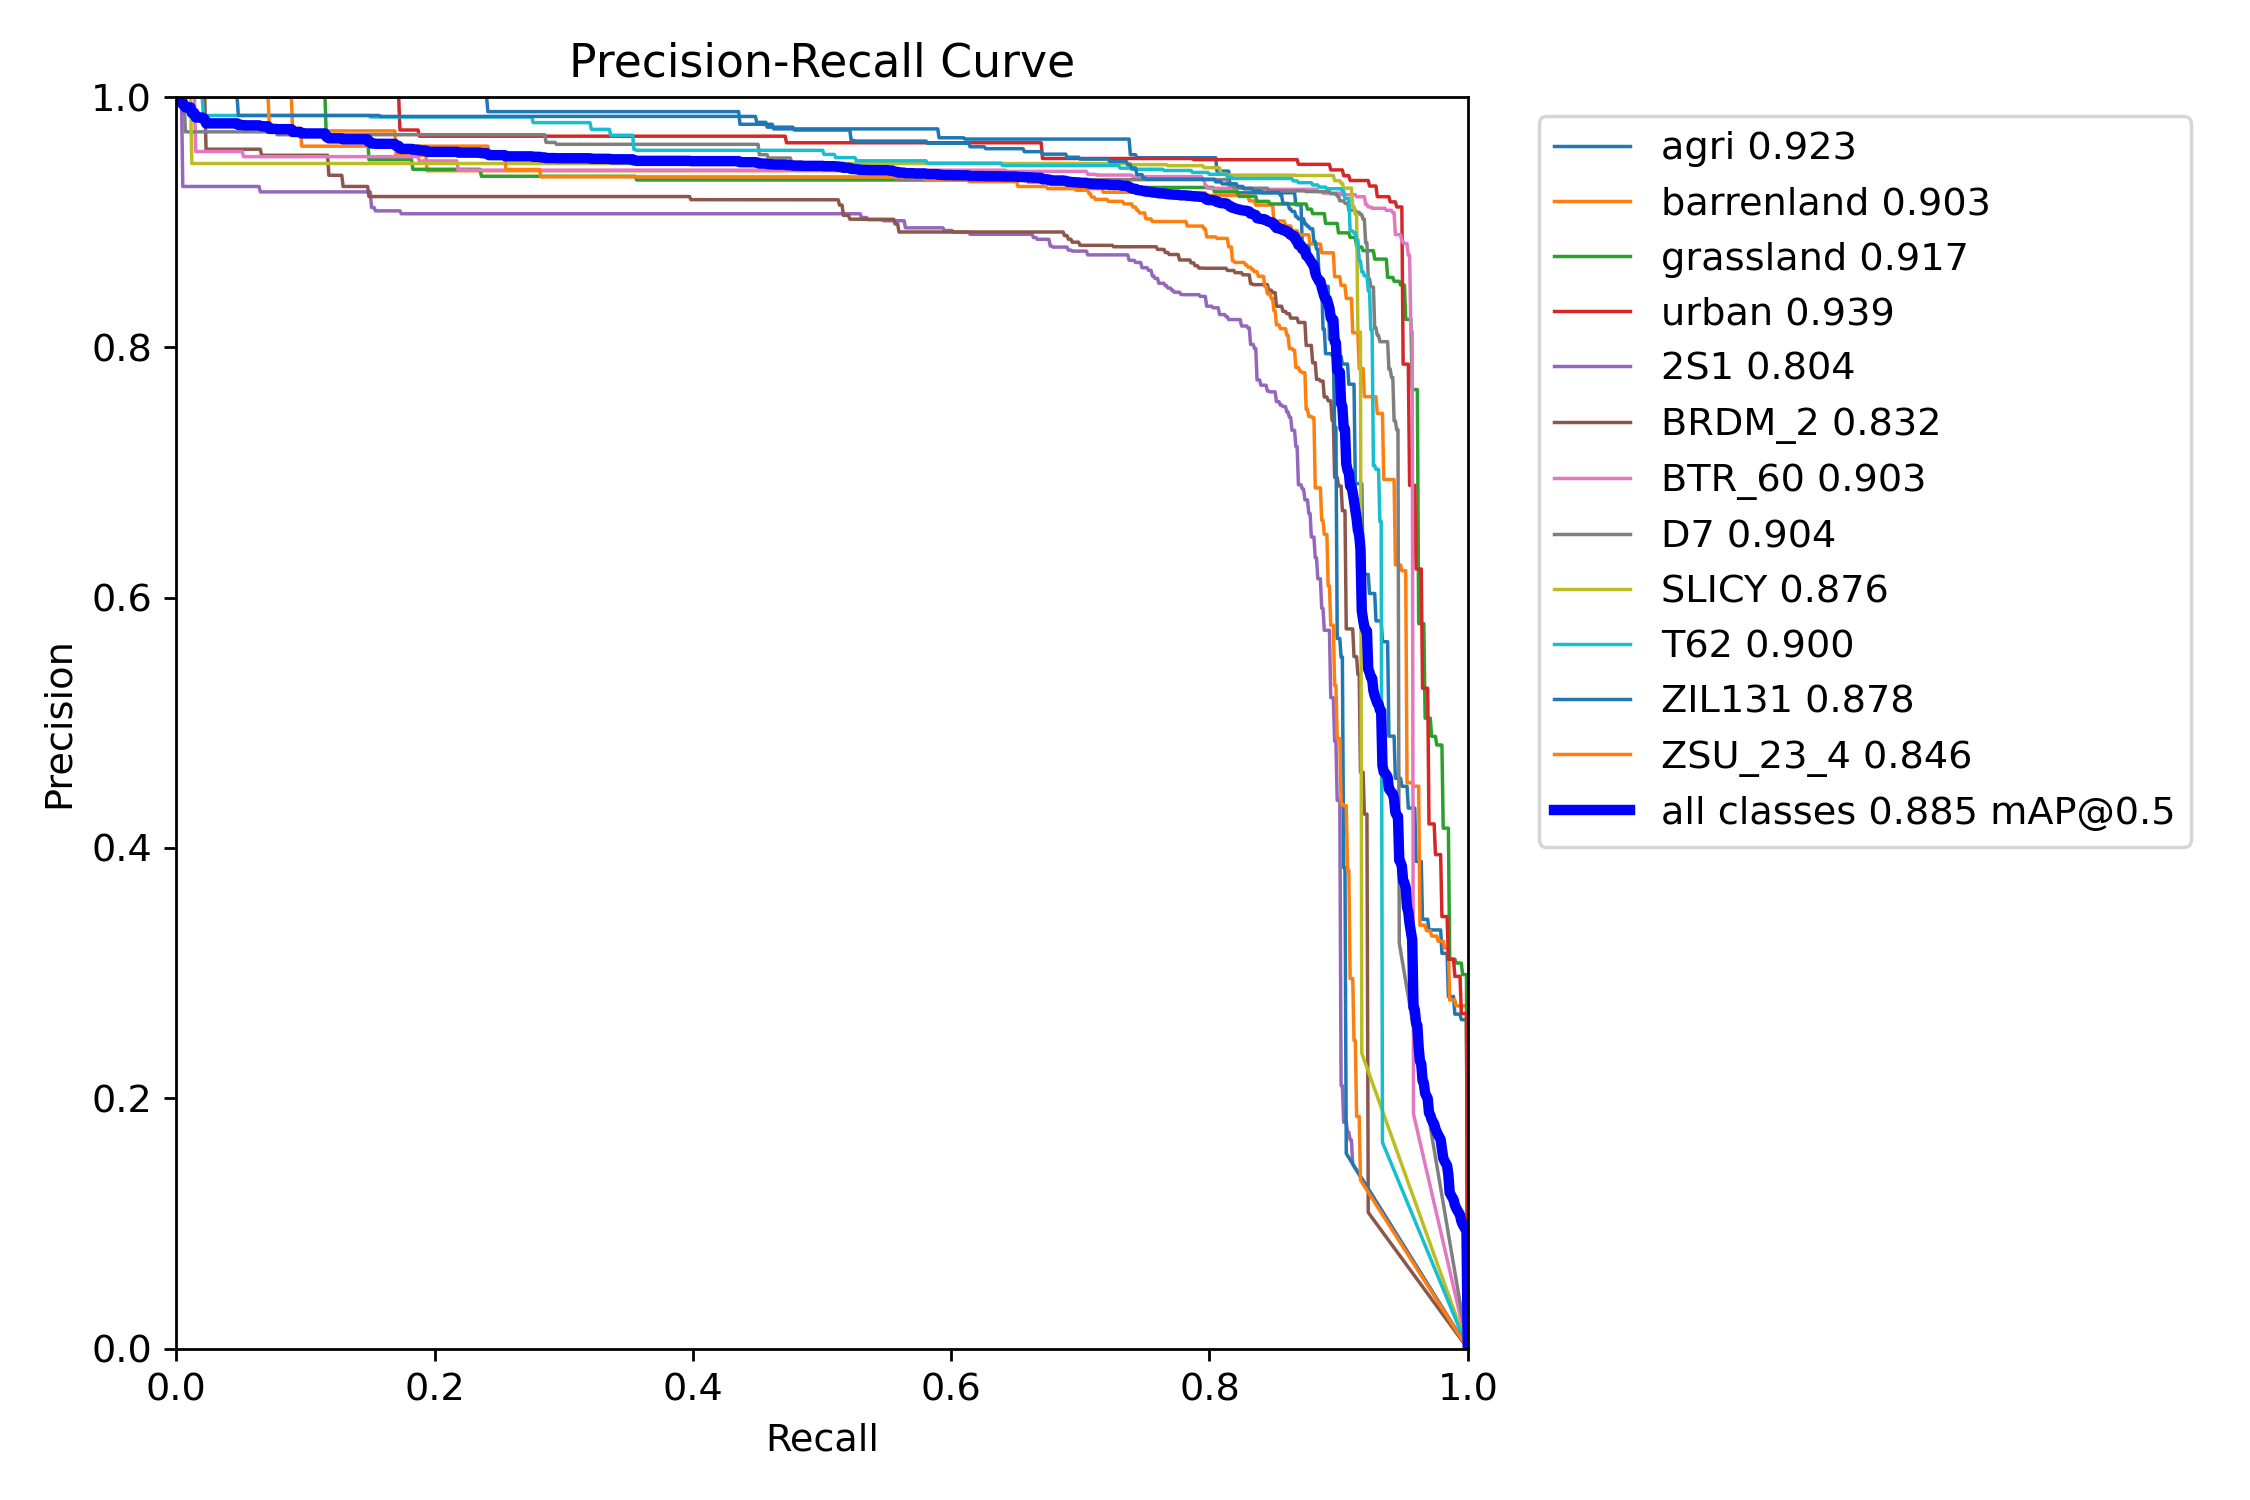 Precision-Recall Curve
1.0
0.8
0.6
0.4
0.2
0.0
Precision
0.0 0.2 0.4 0.6 0.8 1.0
Recall
agri 0.923
barrenland 0.903
grassland 0.917
urban 0.939
2S1 0.804
BRDM_2 0.832
BTR_60 0.903
D7 0.904
SLICY 0.876
T62 0.900
ZIL131 0.878
ZSU_23_4 0.846
all classes 0.885 mAP@0.5